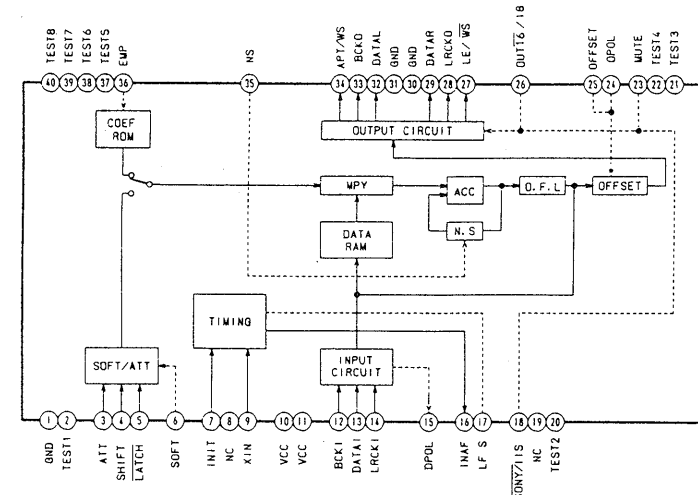 TEST8
TEST7
TEST6
TEST5
EMP
NS
APT/WS
BCKO
DATAL
GND
GND
DATAR
LRCKO
LE/WS
OUT16/18
OFFSET
OPOL
MUTE
TEST4
TEST3
40 39 38 37 36 35 34 33 32 31 30 29 28 27 26 25 24 23 22 21
COEF
ROM
OUTPUT CIRCUIT
MPY
ACC
O.F.L
OFFSET
DATA
RAM
N.S
TIMING
SOFT/ATT
INPUT
CIRCUIT
1 2 3 4 5 6 7 8 9 10 11 12 13 14 15 16 17 18 19 20
GND
TEST1
ATT
SHIFT
LATCH
SOFT
INIT
NC
XIN
VCC
VCC
BCKI
DATAI
LRCKI
DPOL
INAF
LF S
SONY/IIS
NC
TEST2